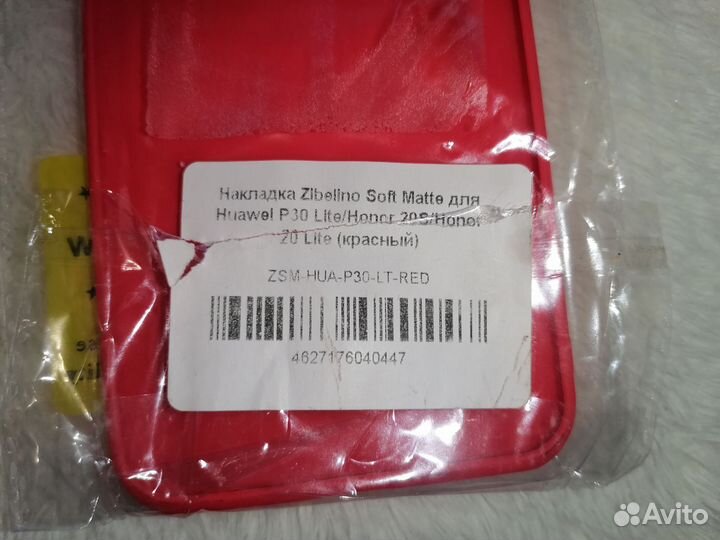 Накладка Zibelino Soft Matte для
Huawei P30 Lite/Honor 20S/Honor
20 Lite (красный)
ZSM-HUA-P30-LT-RED
4627176040447
W
Avito